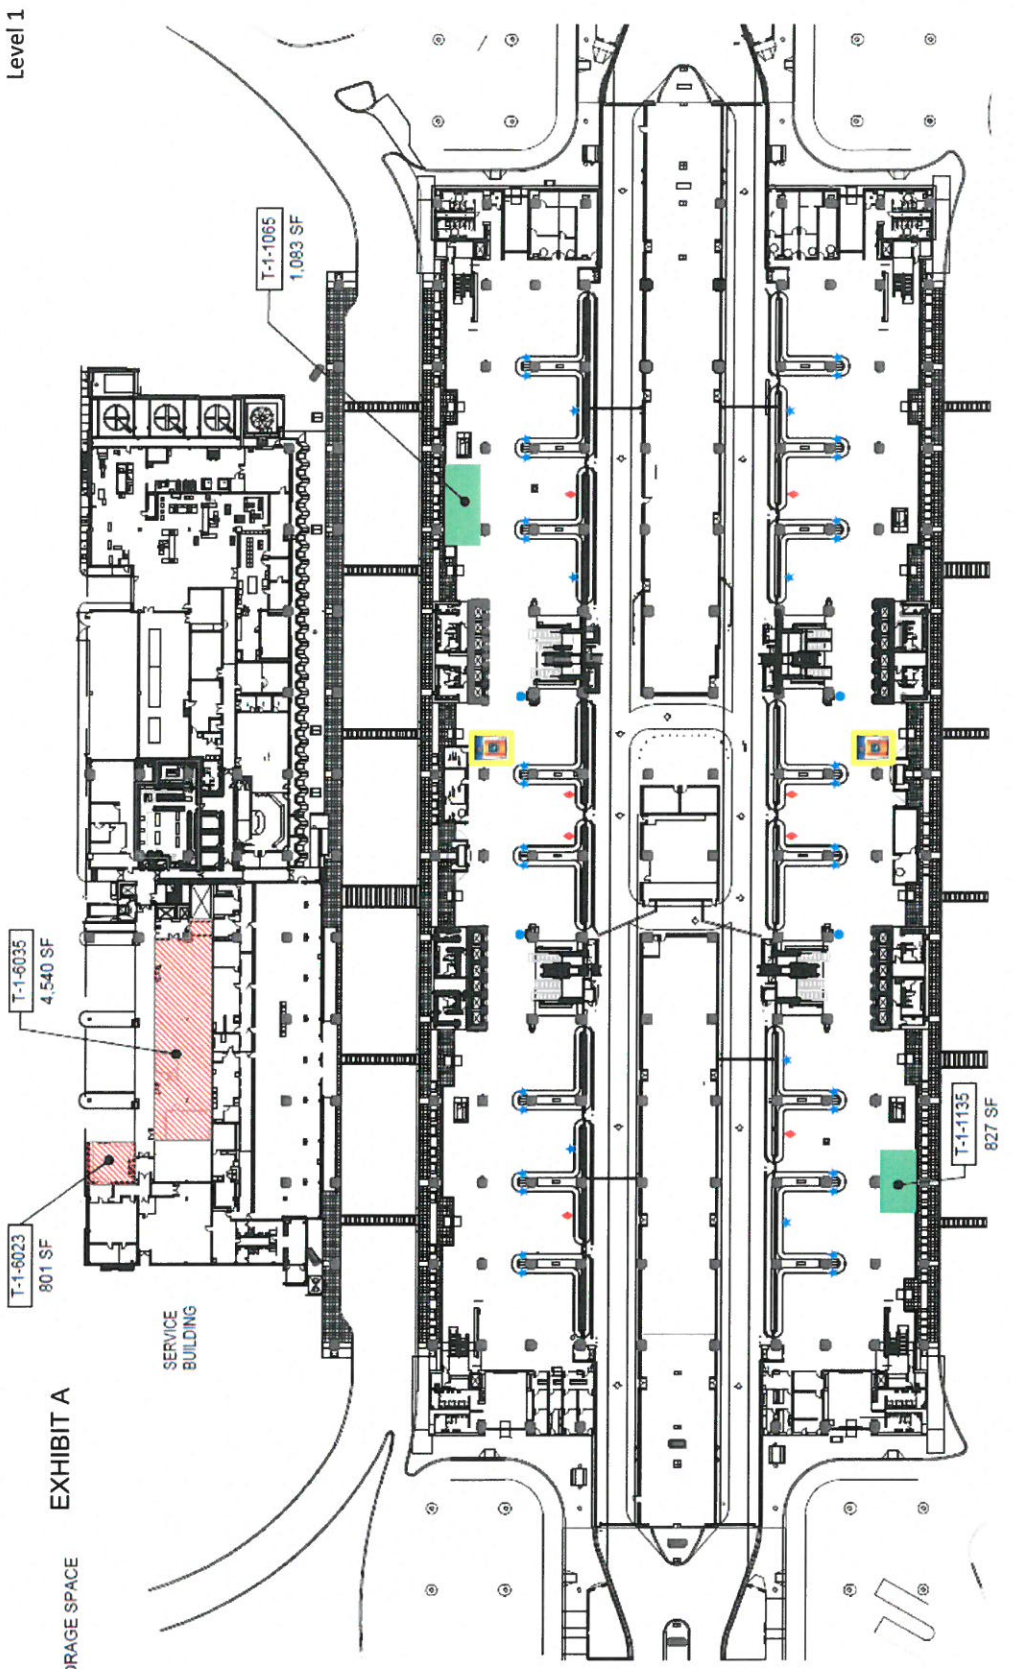 Level 1
T-1-1065
1,083 SF
T-1-6035
4,540 SF
T-1-6023
801 SF
SERVICE
BUILDING
EXHIBIT A
T-1-1135
827 SF
SPACE